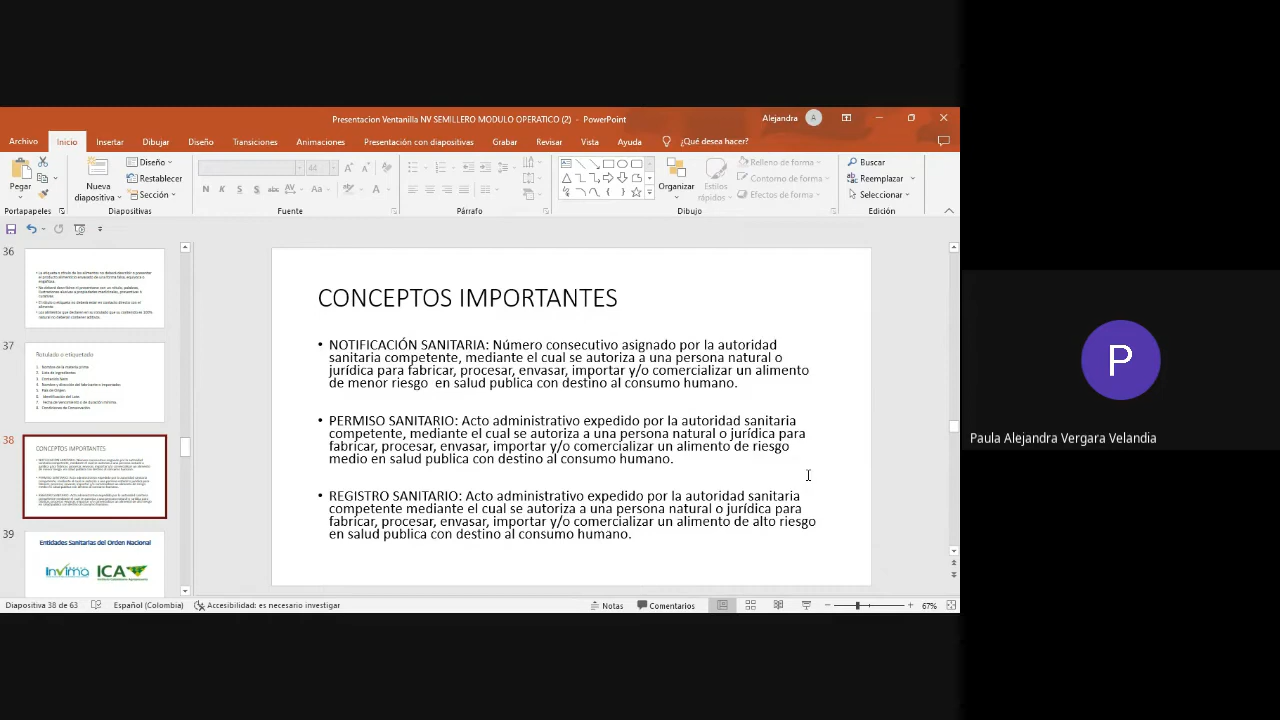 Presentacion Ventanilla NV SEMILLERO MODULO OPERATICO (2) - PowerPoint
Alejandra A
Archivo Inicio Insertar Dibujar Diseño Transiciones Animaciones Presentación con diapositivas Grabar Revisar Vista Ayuda ¿Qué desea hacer?
Pegar
Nueva diapositiva
Diseño
Restablecer
Sección
44
N K S S abc AV Aa A
Organizar
Estilos rápidos
Relleno de forma
Contorno de forma
Efectos de forma
Buscar
Reemplazar
Seleccionar
Portapapeles Diapositivas Fuente Párrafo Dibujo Edición
36
37
Rotulado o etiquetado
38
CONCEPTOS IMPORTANTES
39
Entidades Sanitarias del Orden Nacional
invima ICA
CONCEPTOS IMPORTANTES
• NOTIFICACIÓN SANITARIA: Número consecutivo asignado por la autoridad
sanitaria competente, mediante el cual se autoriza a una persona natural o
jurídica para fabricar, procesar, envasar, importar y/o comercializar un alimento
de menor riesgo en salud publica con destino al consumo humano.
• PERMISO SANITARIO: Acto administrativo expedido por la autoridad sanitaria
competente, mediante el cual se autoriza a una persona natural o jurídica para
fabricar, procesar, envasar, importar y/o comercializar un alimento de riesgo
medio en salud publica con destino al consumo humano.
• REGISTRO SANITARIO: Acto administrativo expedido por la autoridad sanitaria
competente mediante el cual se autoriza a una persona natural o jurídica para
fabricar, procesar, envasar, importar y/o comercializar un alimento de alto riesgo
en salud publica con destino al consumo humano.
Diapositiva 38 de 63 Español (Colombia) Accesibilidad: es necesario investigar Notas Comentarios 67%
P
Paula Alejandra Vergara Velandia